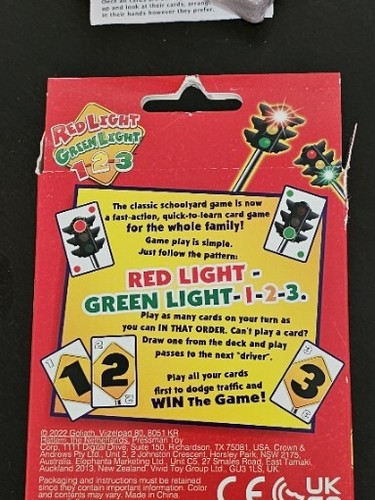 up and look at their cards, arrang
at their hands however they prefer.
RED LIGHT
GREEN LIGHT
1-2-3
The classic schoolyard game is now
a fast-action, quick-to-learn card game
for the whole family!
Game play is simple.
Just follow the pattern:
RED LIGHT -
GREEN LIGHT-1-2-3.
Play as many cards on your turn as
you can IN THAT ORDER. Can't play a card?
Draw one from the deck and play
passes to the next "driver".
Play all your cards
first to dodge traffic and
WIN The Game!
1
2
3
© 2022 Goliath, Vijzelpad 80, 8051 KR
Hattem, the Netherlands. Pressman Toy
Corp. 1111 Digital Drive, Suite 150, Richardson, TX 75081, USA. Crown &
Andrews Pty Ltd., Unit 2, 2 Johnston Crescent, Horsley Park, NSW 2175,
Australia. Elephanta Marketing Ltd., Unit C5, 27 Smales Road, East Tamaki,
Auckland 2013, New Zealand. Vivid Toy Group Ltd., GU3 1LS, UK.
Packaging and instructions must be retained
since they contain important information. Color
and contents may vary. Made in China.
CE UK